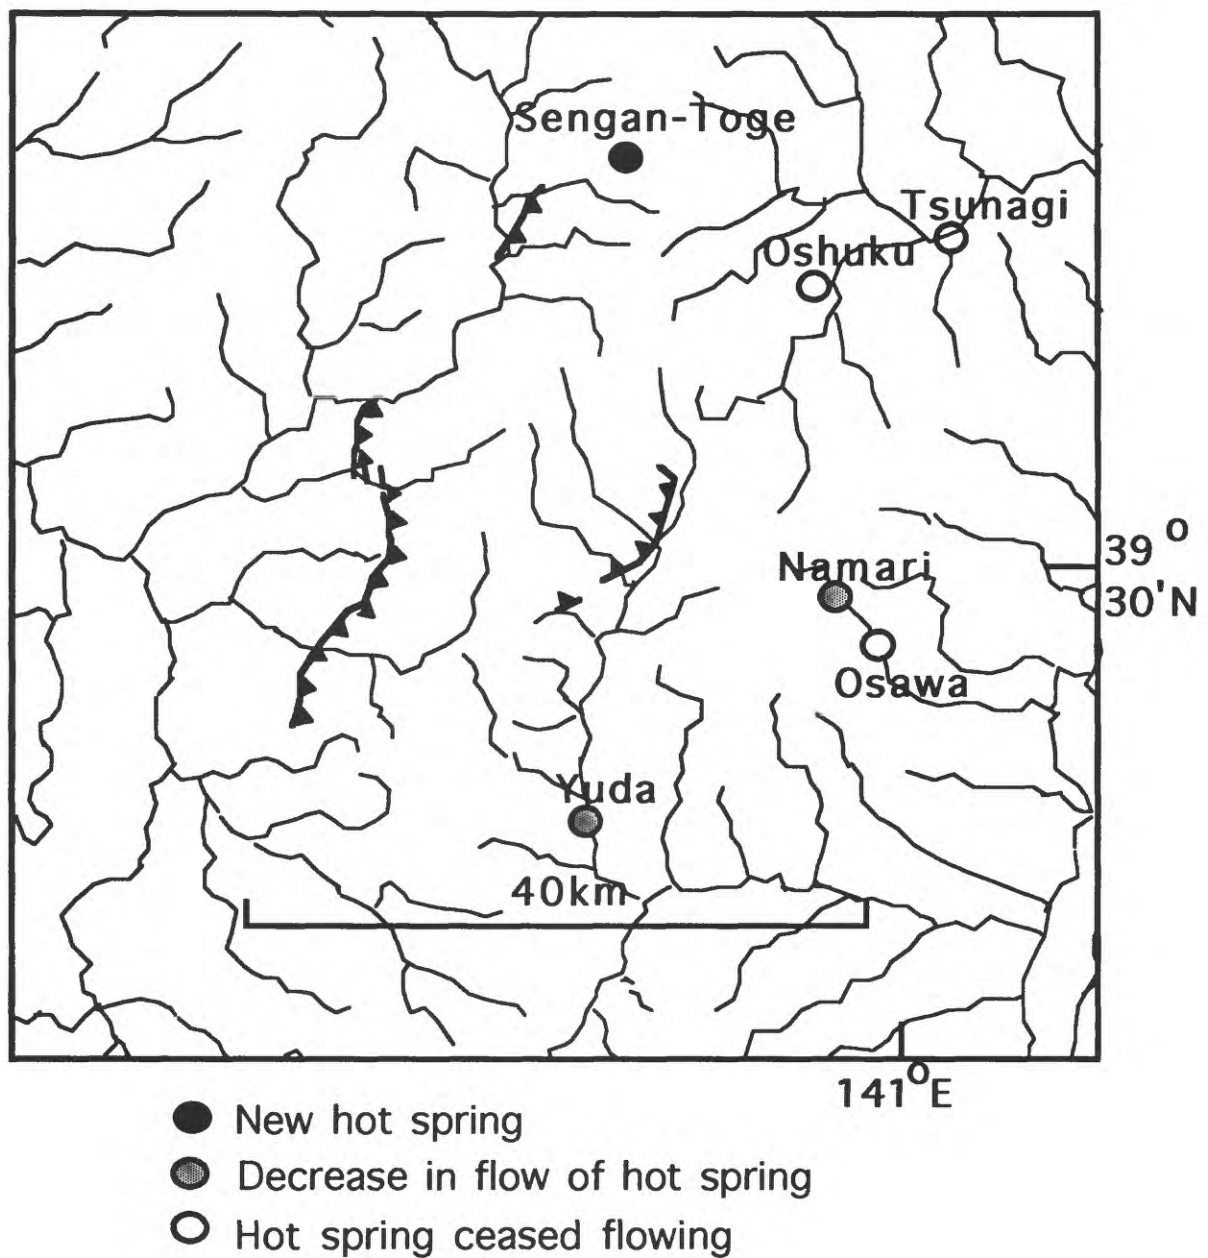 Sengan-Toge
Tsunagi
Oshuku
39°
30'N
Namari
Osawa
Yuda
40km
141°E
New hot spring
Decrease in flow of hot spring
Hot spring ceased flowing